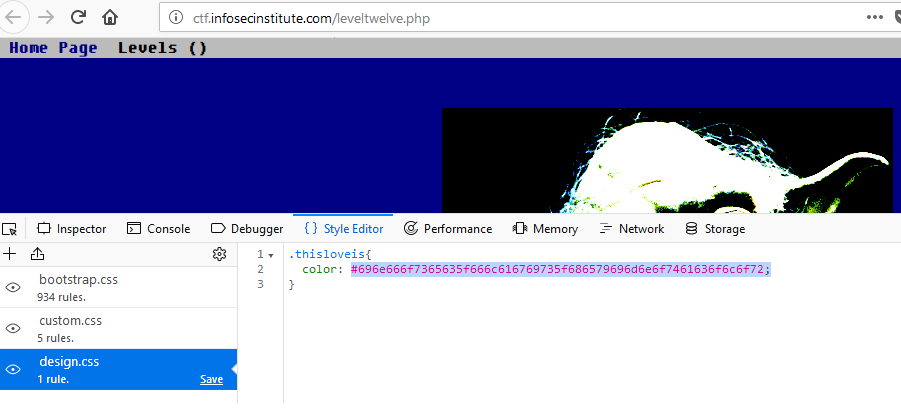 ctf.infosecinstitute.com/leveltwelve.php
Home Page Levels ()
Inspector Console Debugger Style Editor Performance Memory Network Storage
bootstrap.css
934 rules.
custom.css
5 rules.
design.css
1 rule. Save
1 .thisloveis{
2 color: #696e666f7365635f666c616769735f686579696d6e6f7461636f6c6f72;
3 }